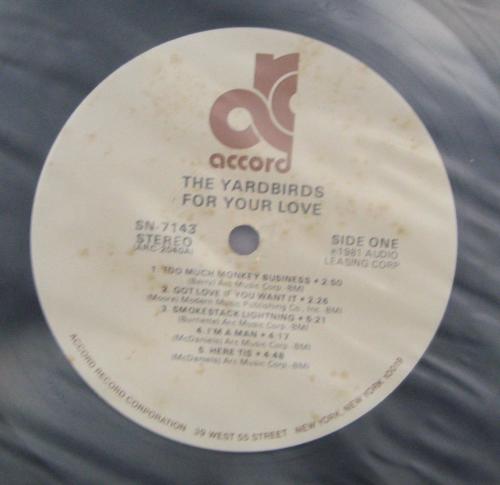 accord
THE YARDBIRDS
FOR YOUR LOVE
SN-7143
STEREO
(ARC-2040A)
SIDE ONE
℗1981 AUDIO
LEASING CORP
1. TOO MUCH MONKEY BUSINESS • 2:50
(Berry) Arc Music Corp.-BMI
2. GOT LOVE IF YOU WANT IT • 2:26
(Moore) Modern Music Publishing Co., Inc.-BMI
3. SMOKESTACK LIGHTNING • 5:21
(Burnette) Arc Music Corp.-BMI
4. I'M A MAN • 4:17
(McDaniels) Arc Music Corp.-BMI
5. HERE TIS • 4:48
(McDaniels) Arc Music Corp.-BMI
ACCORD RECORD CORPORATION 39 WEST 55 STREET NEW YORK, NEW YORK 10019